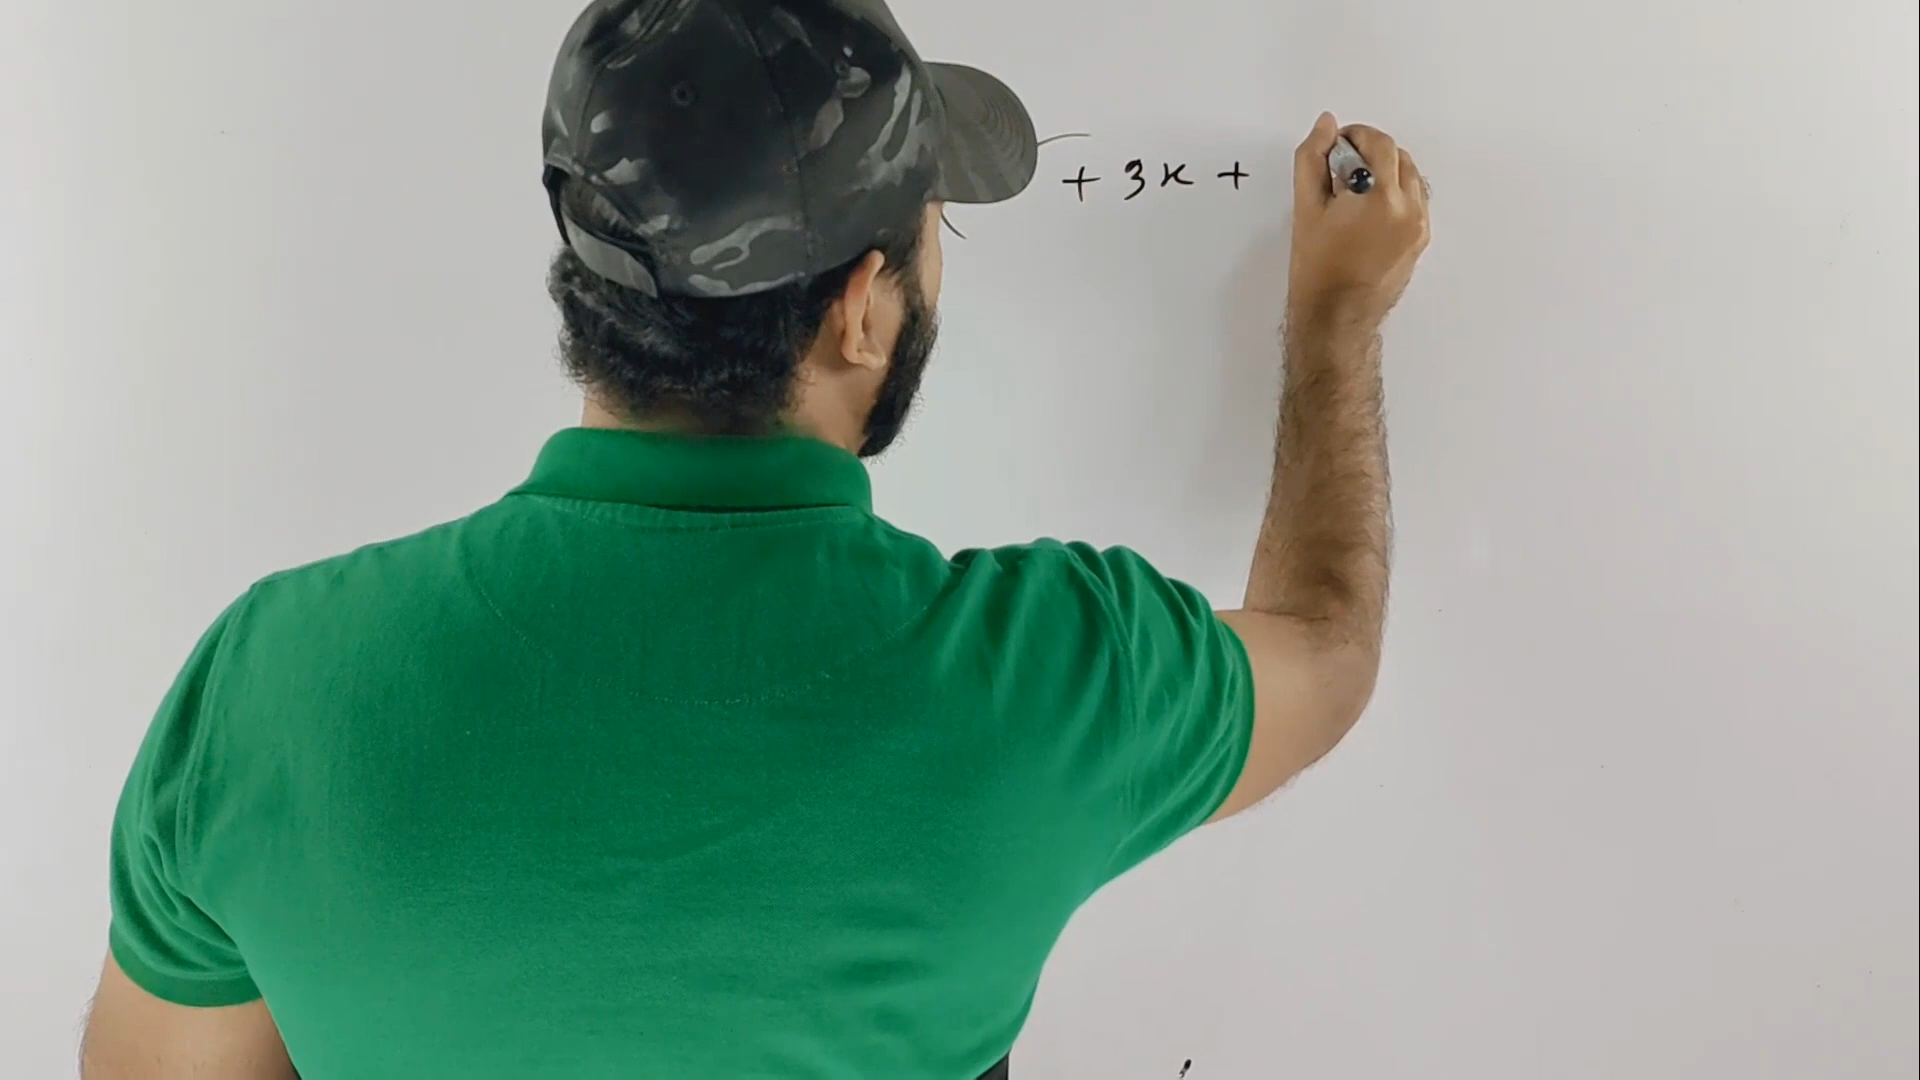 + 3x +